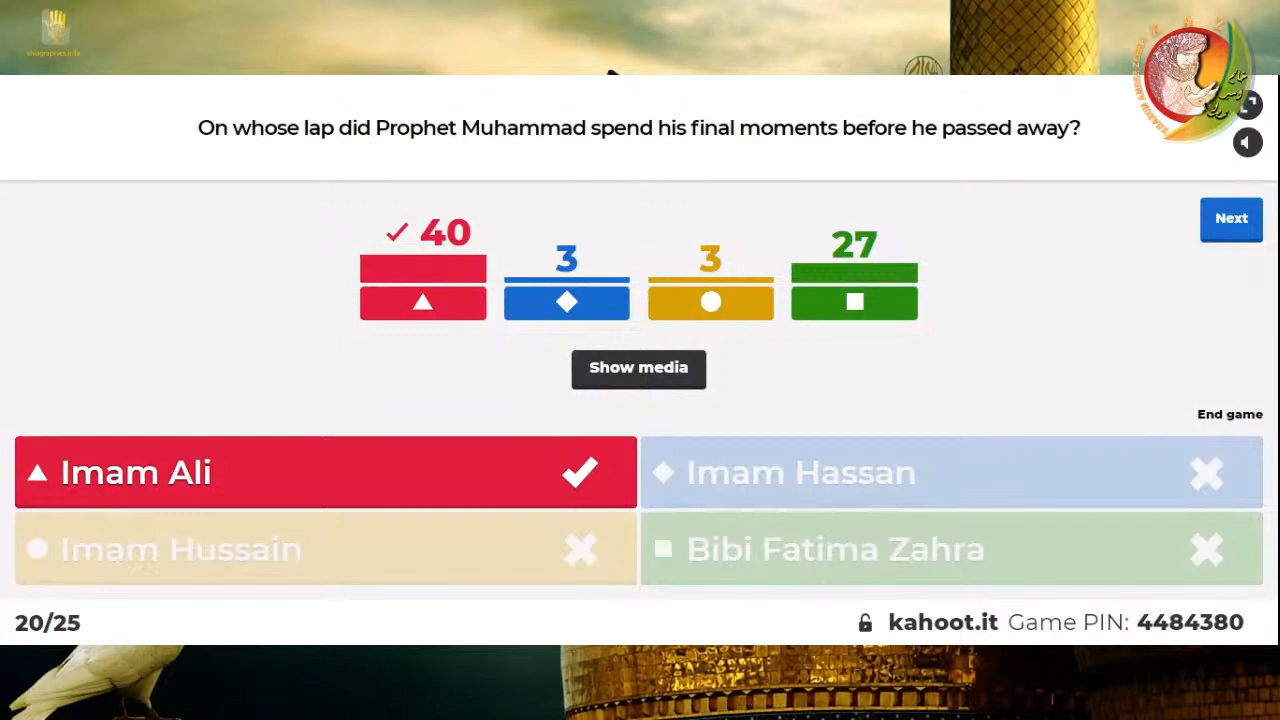 shiagraphics.info
On whose lap did Prophet Muhammad spend his final moments before he passed away?
40
3
3
27
Next
Show media
End game
Imam Ali
Imam Hassan
Imam Hussain
Bibi Fatima Zahra
20/25
kahoot.it Game PIN: 4484380